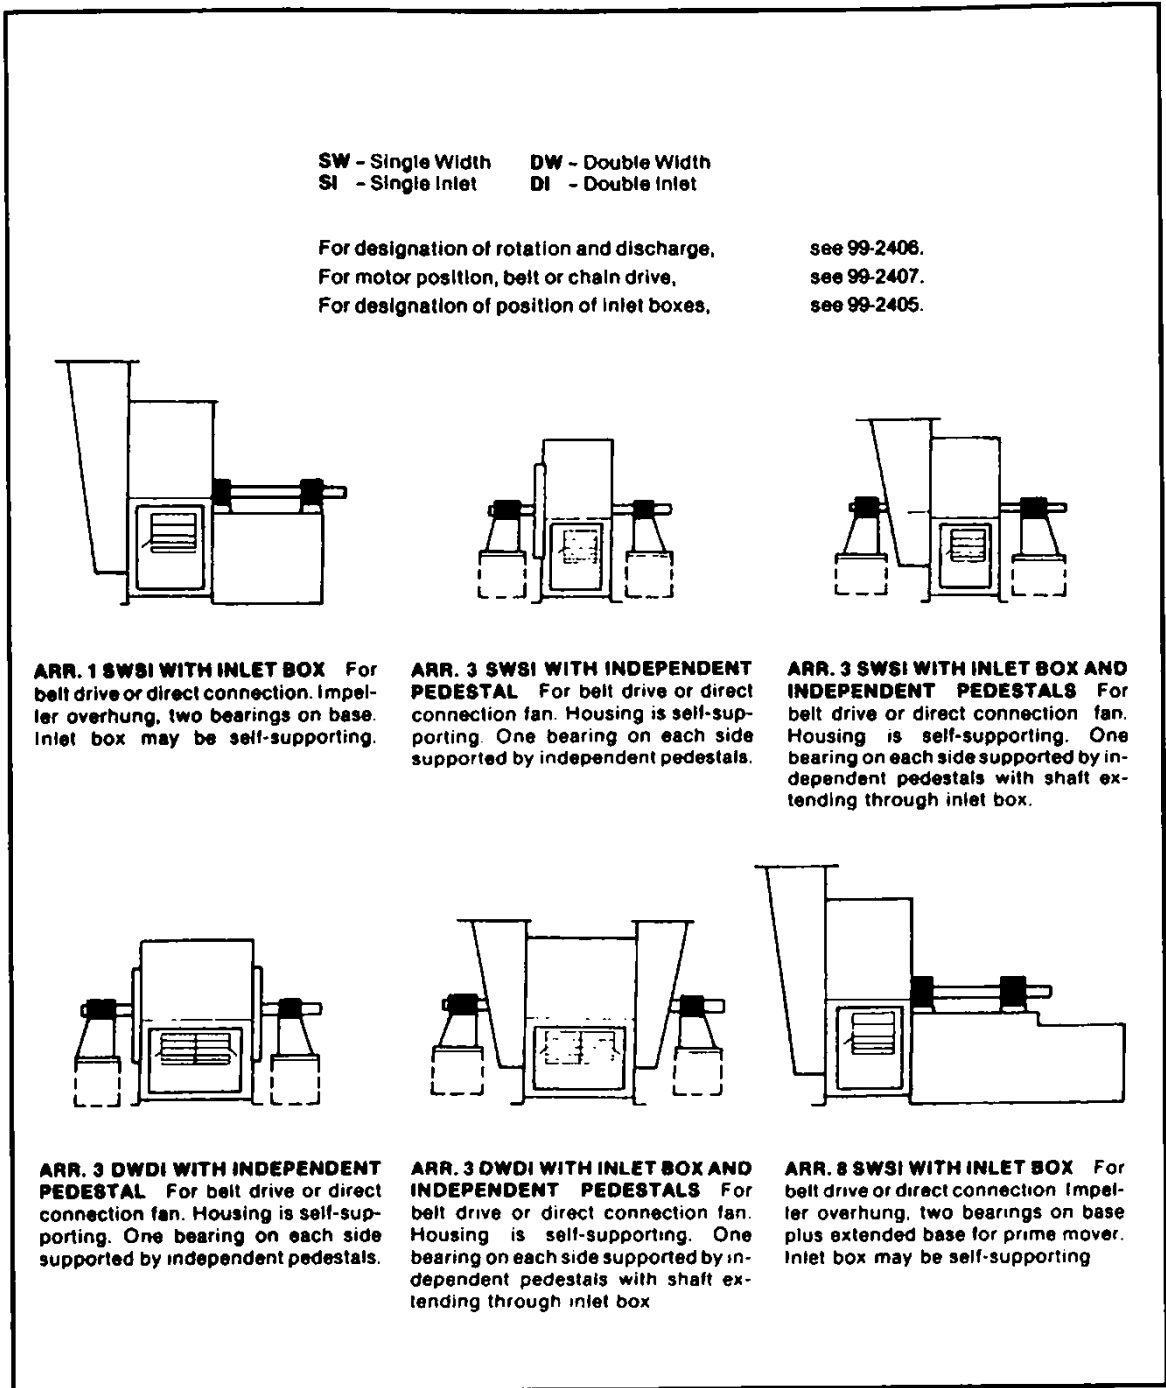 SW - Single Width DW - Double Width
SI - Single Inlet DI - Double Inlet
For designation of rotation and discharge, see 99-2406.
For motor position, belt or chain drive, see 99-2407.
For designation of position of inlet boxes, see 99-2405.
ARR. 1 SWSI WITH INLET BOX For
belt drive or direct connection. Impel-
ler overhung, two bearings on base.
Inlet box may be self-supporting.
ARR. 3 SWSI WITH INDEPENDENT
PEDESTAL For belt drive or direct
connection fan. Housing is self-sup-
porting. One bearing on each side
supported by independent pedestals.
ARR. 3 SWSI WITH INLET BOX AND
INDEPENDENT PEDESTALS For
belt drive or direct connection fan.
Housing is self-supporting. One
bearing on each side supported by in-
dependent pedestals with shaft ex-
tending through inlet box.
ARR. 3 DWDI WITH INDEPENDENT
PEDESTAL For belt drive or direct
connection fan. Housing is self-sup-
porting. One bearing on each side
supported by independent pedestals.
ARR. 3 DWDI WITH INLET BOX AND
INDEPENDENT PEDESTALS For
belt drive or direct connection fan.
Housing is self-supporting. One
bearing on each side supported by in-
dependent pedestals with shaft ex-
tending through inlet box
ARR. 8 SWSI WITH INLET BOX For
belt drive or direct connection Impel-
ler overhung, two bearings on base
plus extended base for prime mover.
Inlet box may be self-supporting